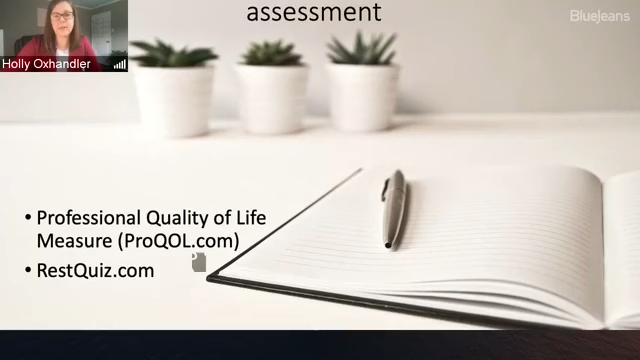 assessment
BlueJeans
Holly Oxhandler
• Professional Quality of Life
Measure (ProQOL.com)
• RestQuiz.com